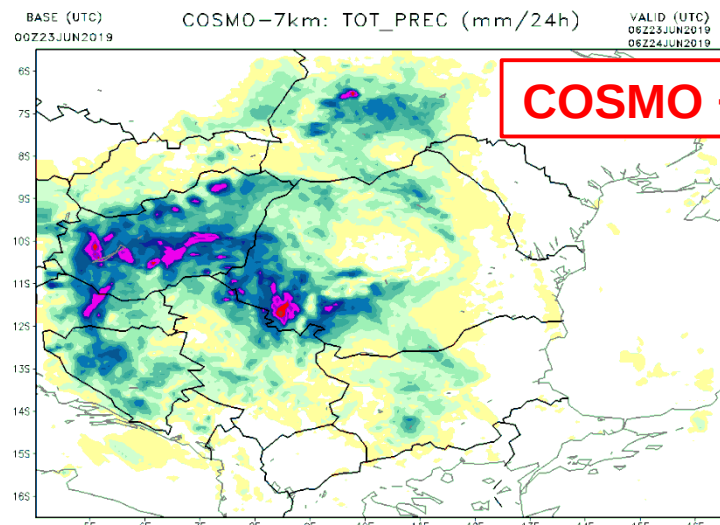 BASE (UTC)
00Z23JUN2019
COSMO-7km: TOT_PREC (mm/24h)
VALID (UTC)
06Z23JUN2019
06Z24JUN2019
COSMO
6S
7S
8S
9S
10S
11S
12S
13S
14S
15S
16S